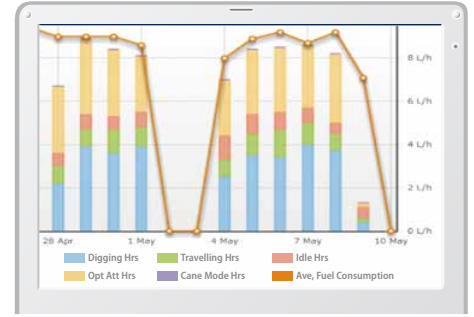 8 L/h
6 L/h
4 L/h
2 L/h
0 L/h
28 Apr 1 May 4 May 7 May 10 May
Digging Hrs Travelling Hrs Idle Hrs
Opt Att Hrs Cane Mode Hrs Ave, Fuel Consumption